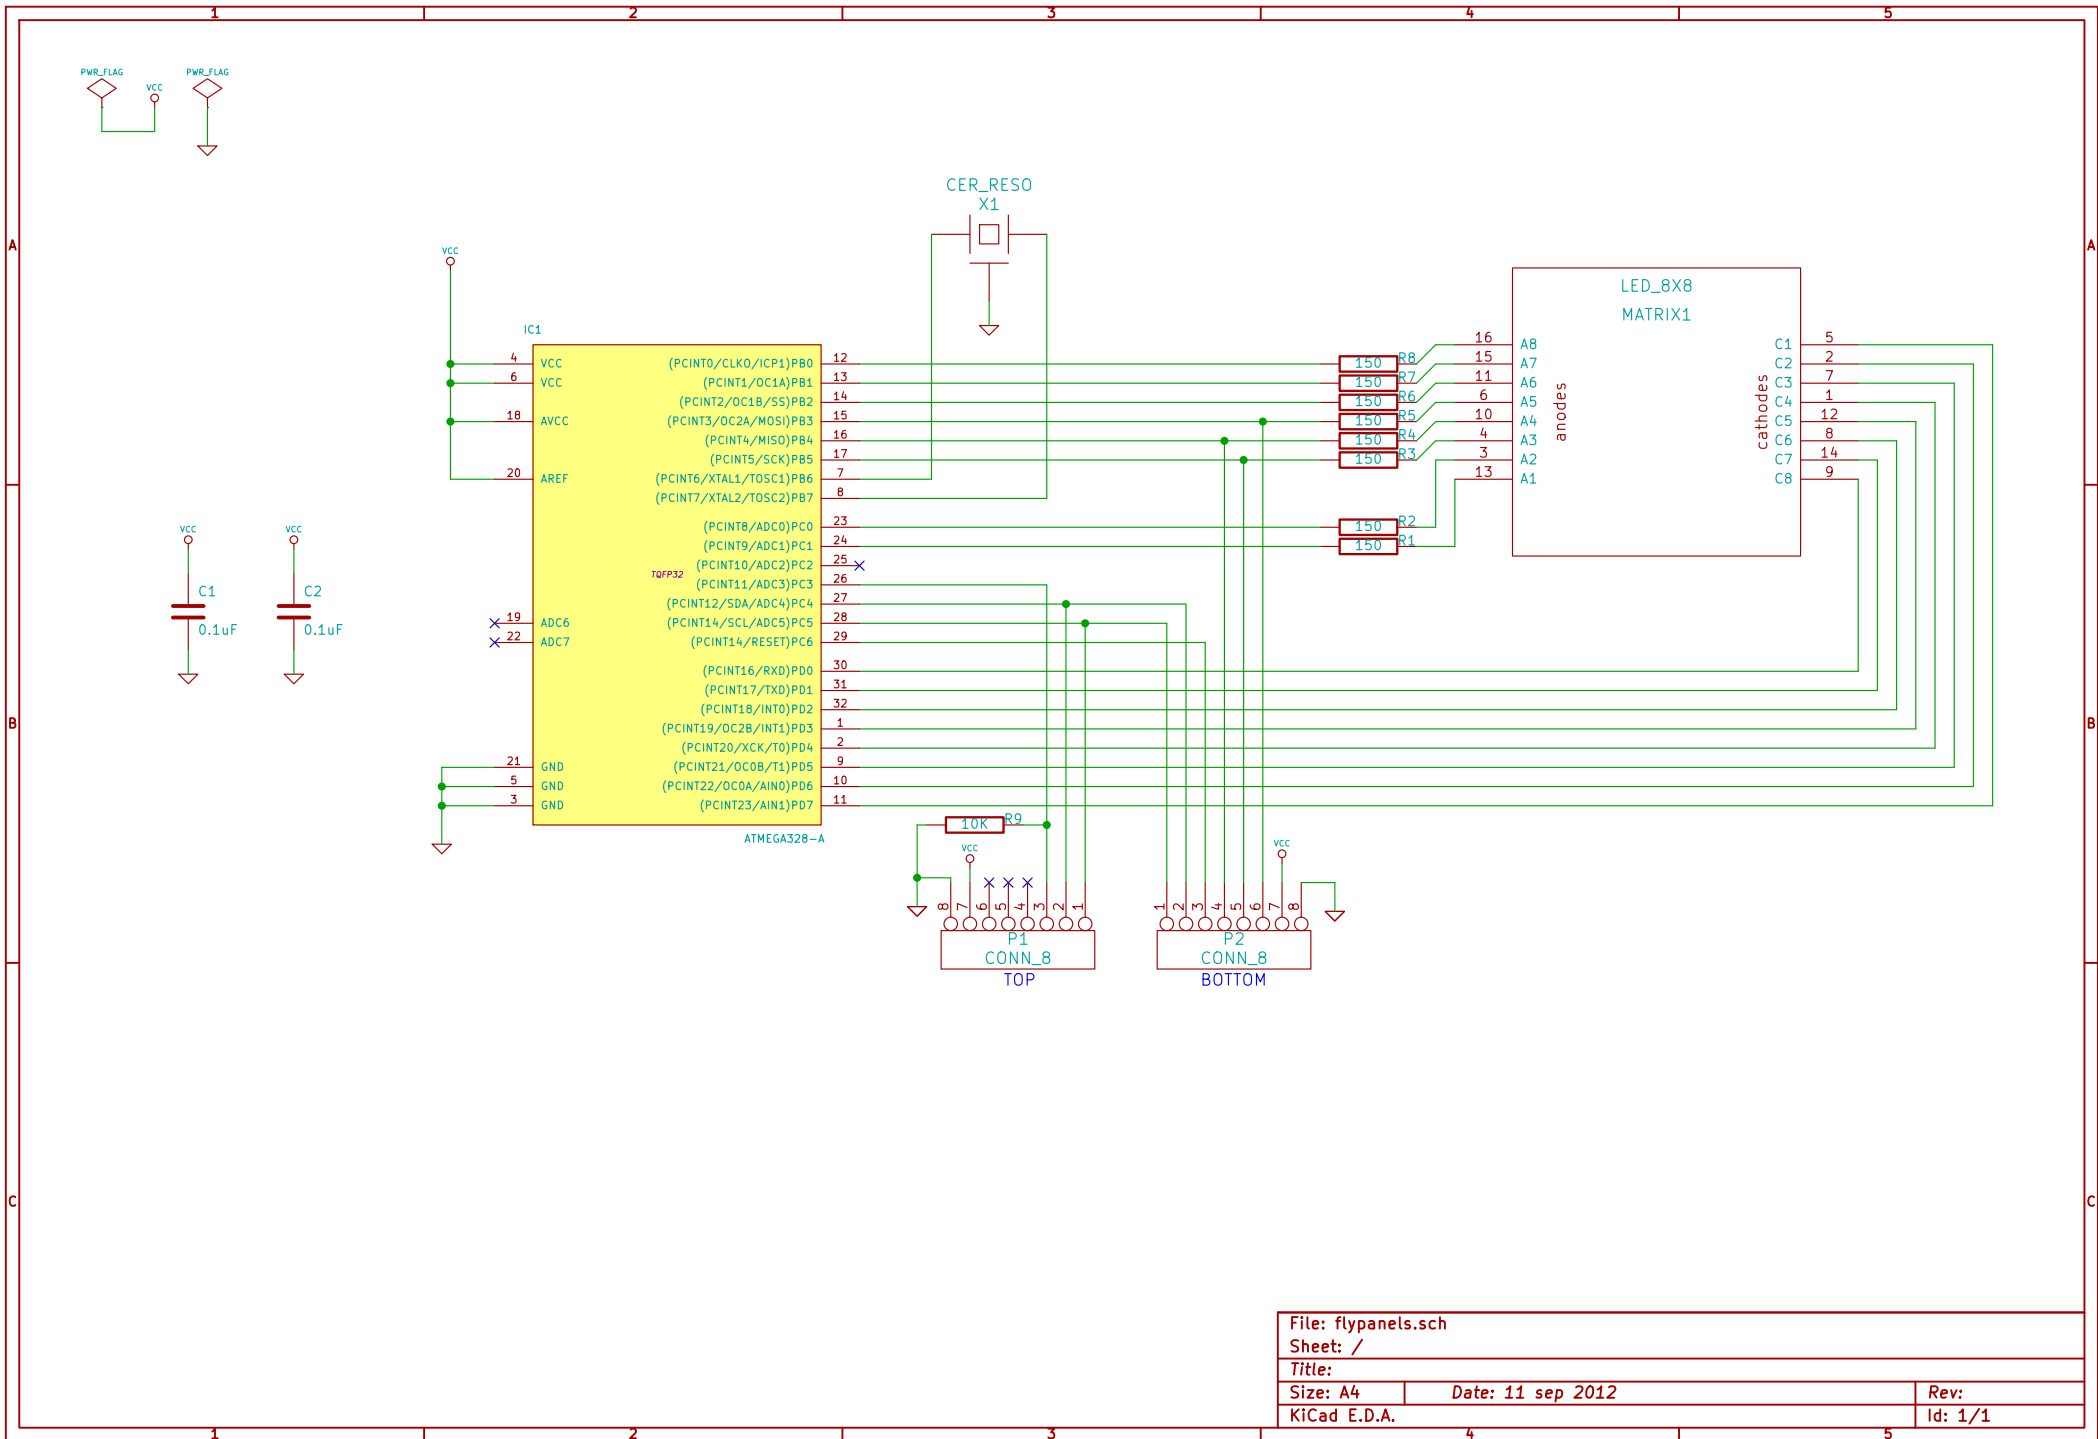 1 2 3 4 5
PWR_FLAG PWR_FLAG
VCC
CER_RESO
X1
A A
VCC
LED_8X8
MATRIX1
IC1
16 A8 C1 5
4 VCC (PCINT0/CLKO/ICP1)PB0 12 150 R8 15 A7 C2 2
6 VCC (PCINT1/OC1A)PB1 13 150 R7 11 A6 C3 7
(PCINT2/OC1B/SS)PB2 14 150 R6 6 A5 C4 1
18 AVCC (PCINT3/OC2A/MOSI)PB3 15 150 R5 10 A4 C5 12
anodes cathodes
(PCINT4/MISO)PB4 16 150 R4 4 A3 C6 8
(PCINT5/SCK)PB5 17 150 R3 3 A2 C7 14
20 AREF (PCINT6/XTAL1/TOSC1)PB6 7 13 A1 C8 9
(PCINT7/XTAL2/TOSC2)PB7 8
(PCINT8/ADC0)PC0 23 150 R2
VCC VCC
(PCINT9/ADC1)PC1 24 150 R1
(PCINT10/ADC2)PC2 25
TQFP32
(PCINT11/ADC3)PC3 26
C1 C2
(PCINT12/SDA/ADC4)PC4 27
0.1uF 0.1uF
19 ADC6 (PCINT14/SCL/ADC5)PC5 28
22 ADC7 (PCINT14/RESET)PC6 29
(PCINT16/RXD)PD0 30
(PCINT17/TXD)PD1 31
(PCINT18/INT0)PD2 32
B B
(PCINT19/OC2B/INT1)PD3 1
(PCINT20/XCK/T0)PD4 2
21 GND (PCINT21/OC0B/T1)PD5 9
5 GND (PCINT22/OC0A/AIN0)PD6 10
3 GND (PCINT23/AIN1)PD7 11
10K R9
ATMEGA328-A
VCC VCC
8 7 6 5 4 3 2 1 1 2 3 4 5 6 7 8
P1 P2
CONN_8 CONN_8
TOP BOTTOM
C C
File: flypanels.sch
Sheet: /
Title:
Size: A4 Date: 11 sep 2012 Rev:
KiCad E.D.A. Id: 1/1
1 2 3 4 5